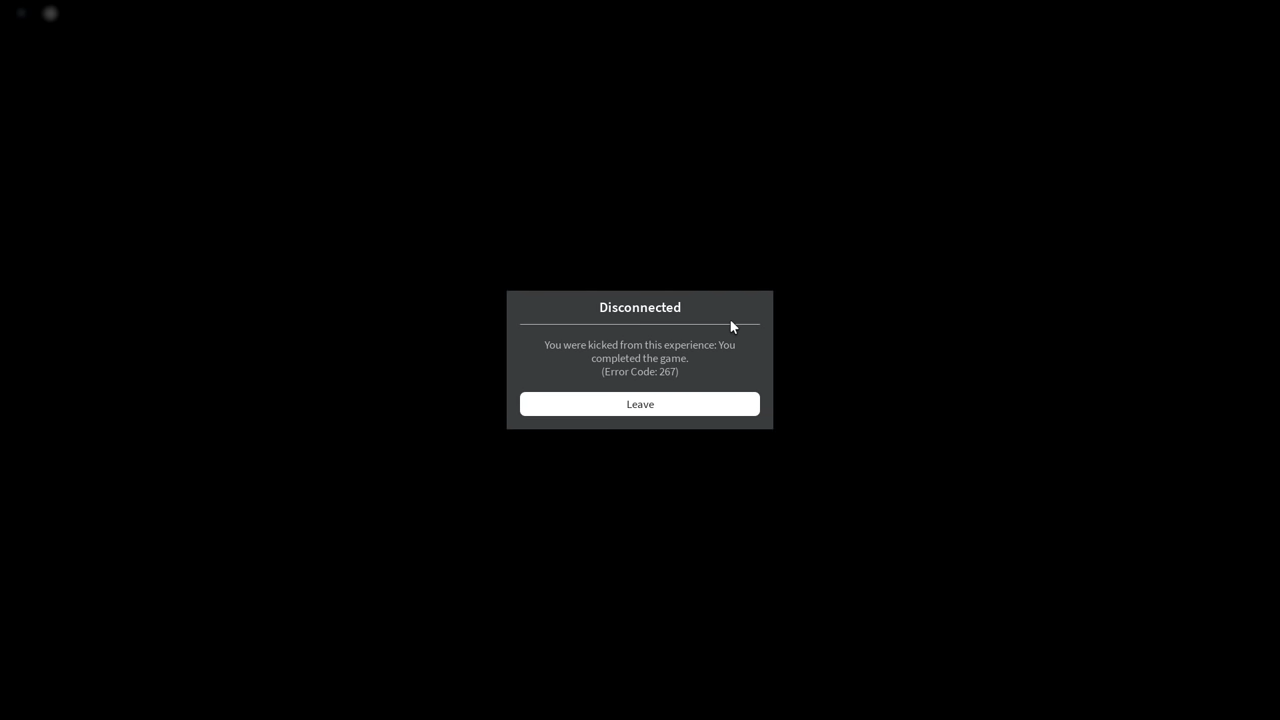 Disconnected
You were kicked from this experience: You
completed the game.
(Error Code: 267)
Leave